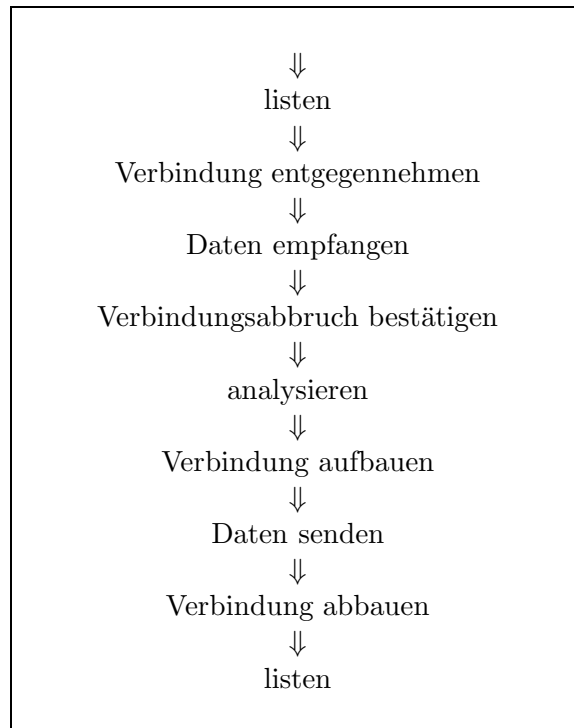 ⇓
listen
⇓
Verbindung entgegennehmen
⇓
Daten empfangen
⇓
Verbindungsabbruch bestätigen
⇓
analysieren
⇓
Verbindung aufbauen
⇓
Daten senden
⇓
Verbindung abbauen
⇓
listen